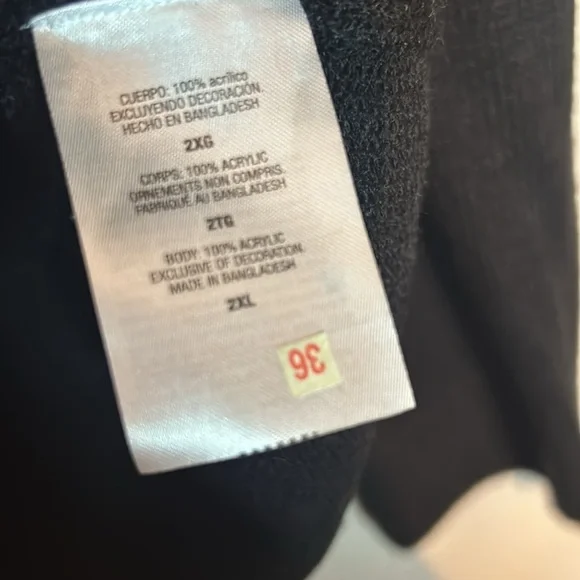 CUERPO: 100% acrílico
EXCLUYENDO DECORACIÓN.
HECHO EN BANGLADESH
2XG
CORPS: 100% ACRYLIC
ORNEMENTS NON COMPRIS.
FABRIQUÉ AU BANGLADESH
2TG
BODY: 100% ACRYLIC
EXCLUSIVE OF DECORATION.
MADE IN BANGLADESH
2XL
36